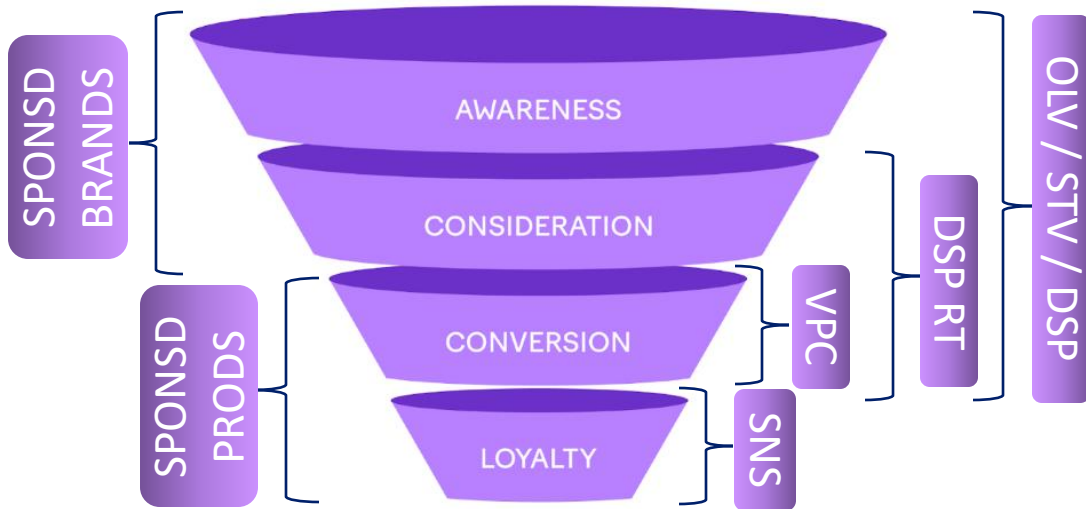 SPONSD
BRANDS
SPONSD
PRODS
AWARENESS
CONSIDERATION
CONVERSION
LOYALTY
VPC
SNS
DSP RT
OLV / STV / DSP